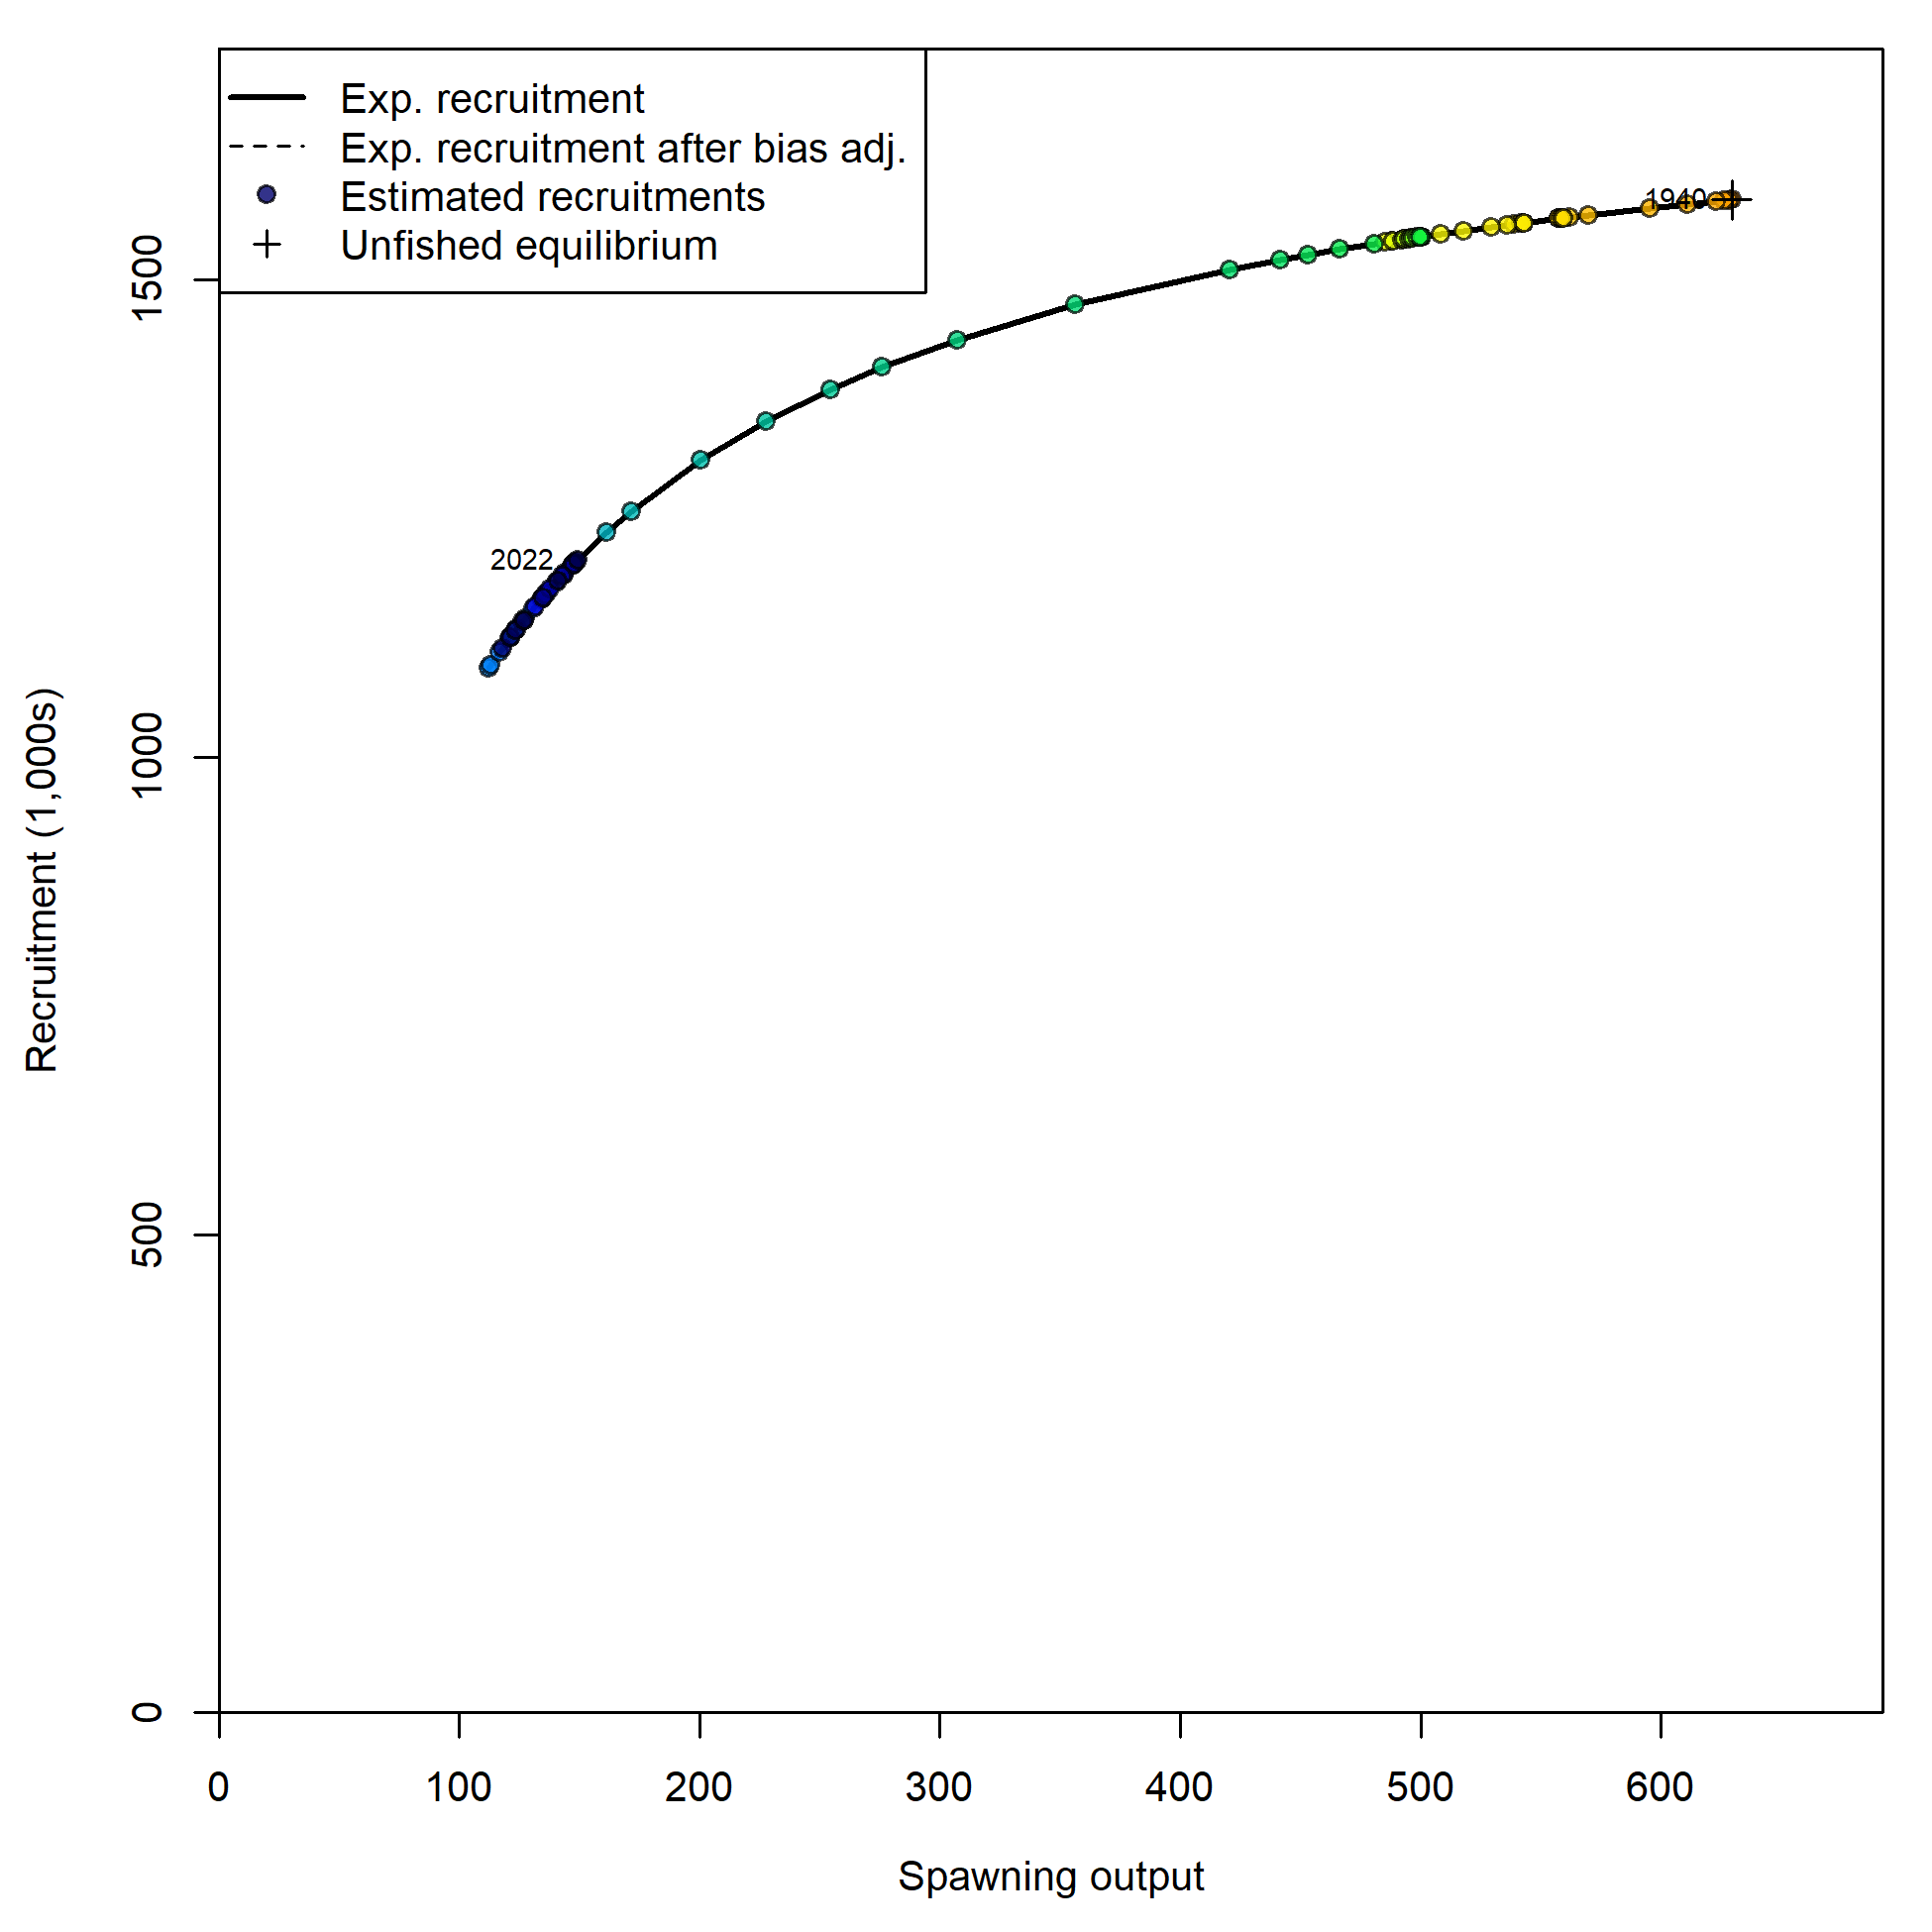 Exp. recruitment
Exp. recruitment after bias adj.
Estimated recruitments
Unfished equilibrium
1940
2022
Recruitment (1,000s)
1500
1000
500
0
0 100 200 300 400 500 600
Spawning output